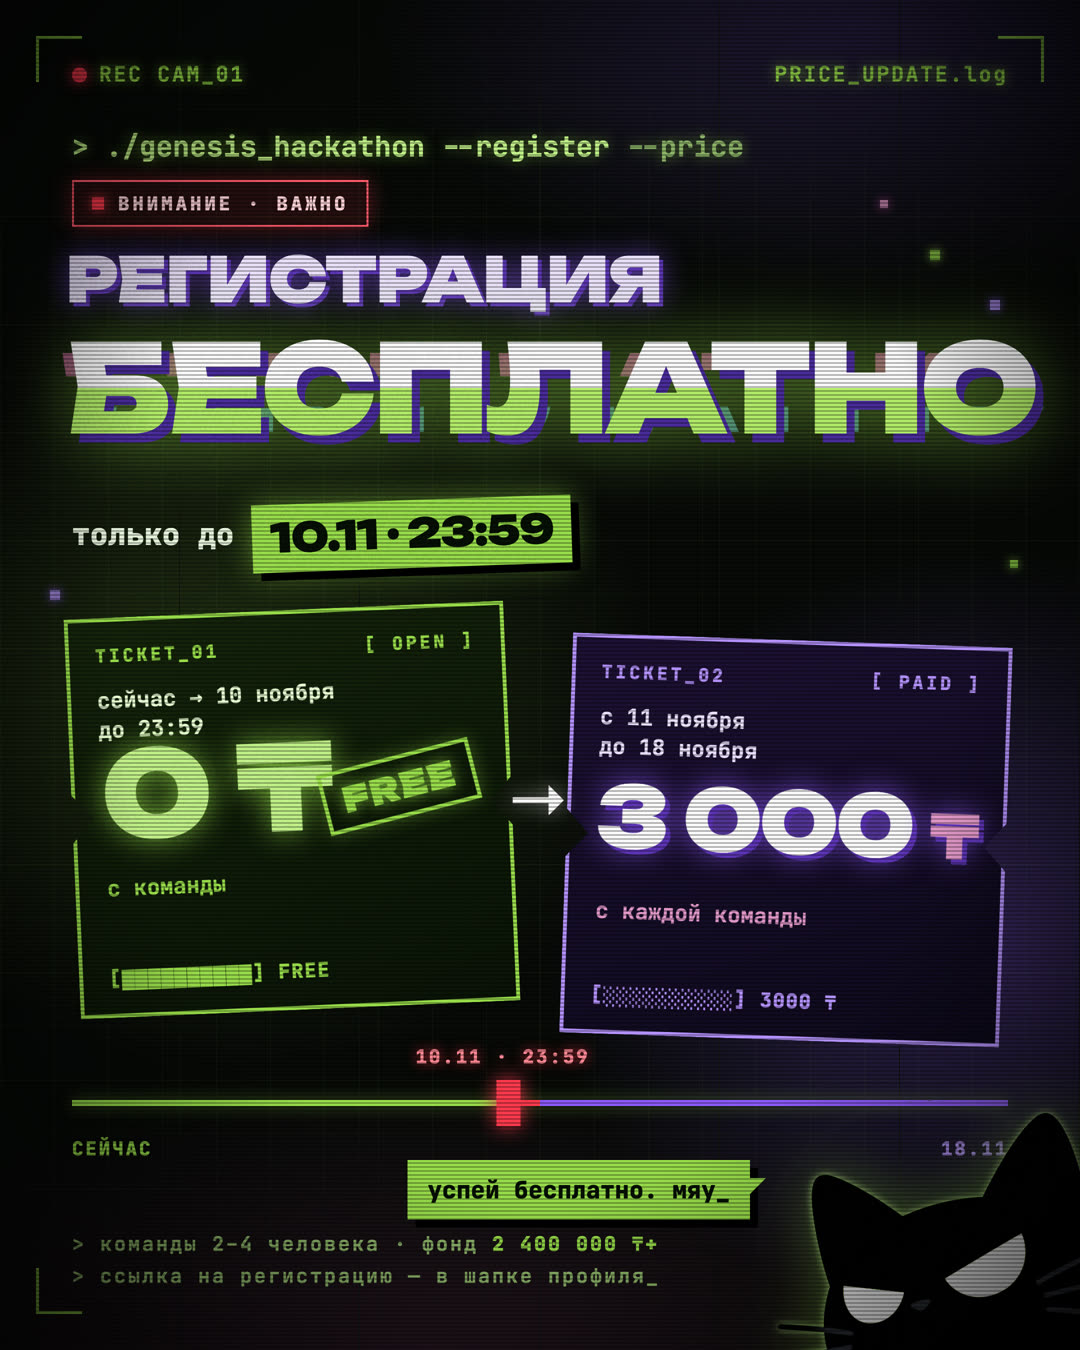 REC CAM_01
PRICE_UPDATE.log
> ./genesis_hackathon --register --price
ВНИМАНИЕ · ВАЖНО
РЕГИСТРАЦИЯ
БЕСПЛАТНО
только до 10.11 · 23:59
TICKET_01 [ OPEN ]
сейчас → 10 ноября
до 23:59
0 ₸ FREE
с команды
[▓▓▓▓▓▓▓▓▓▓] FREE
→
TICKET_02 [ PAID ]
с 11 ноября
до 18 ноября
3 000 ₸
с каждой команды
[░░░░░░░░░░] 3000 ₸
10.11 · 23:59
СЕЙЧАС
18.11
успей бесплатно. мяу_
> команды 2–4 человека · фонд 2 400 000 ₸+
> ссылка на регистрацию — в шапке профиля_